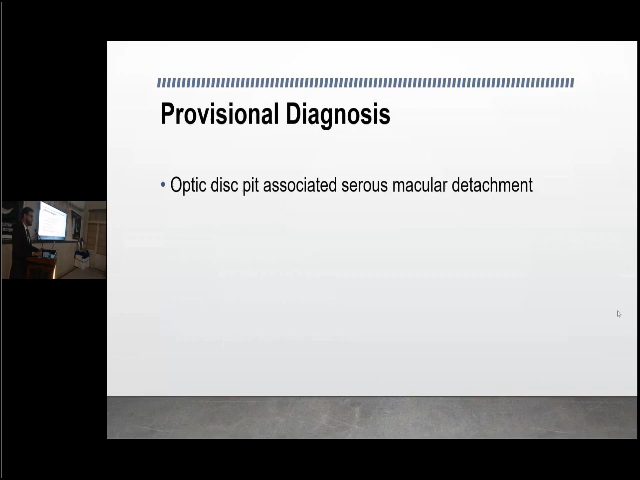 Provisional Diagnosis
• Optic disc pit associated serous macular detachment